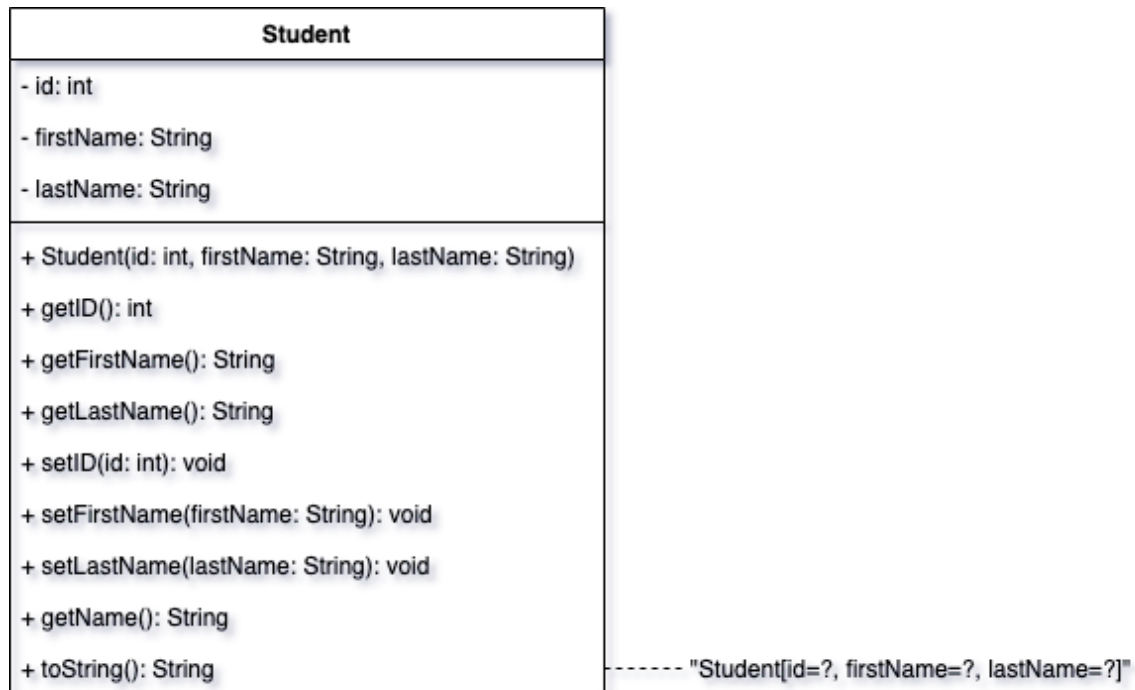 Student
- id: int
- firstName: String
- lastName: String
+ Student(id: int, firstName: String, lastName: String)
+ getID(): int
+ getFirstName(): String
+ getLastName(): String
+ setID(id: int): void
+ setFirstName(firstName: String): void
+ setLastName(lastName: String): void
+ getName(): String
+ toString(): String "Student[id=?, firstName=?, lastName=?]"